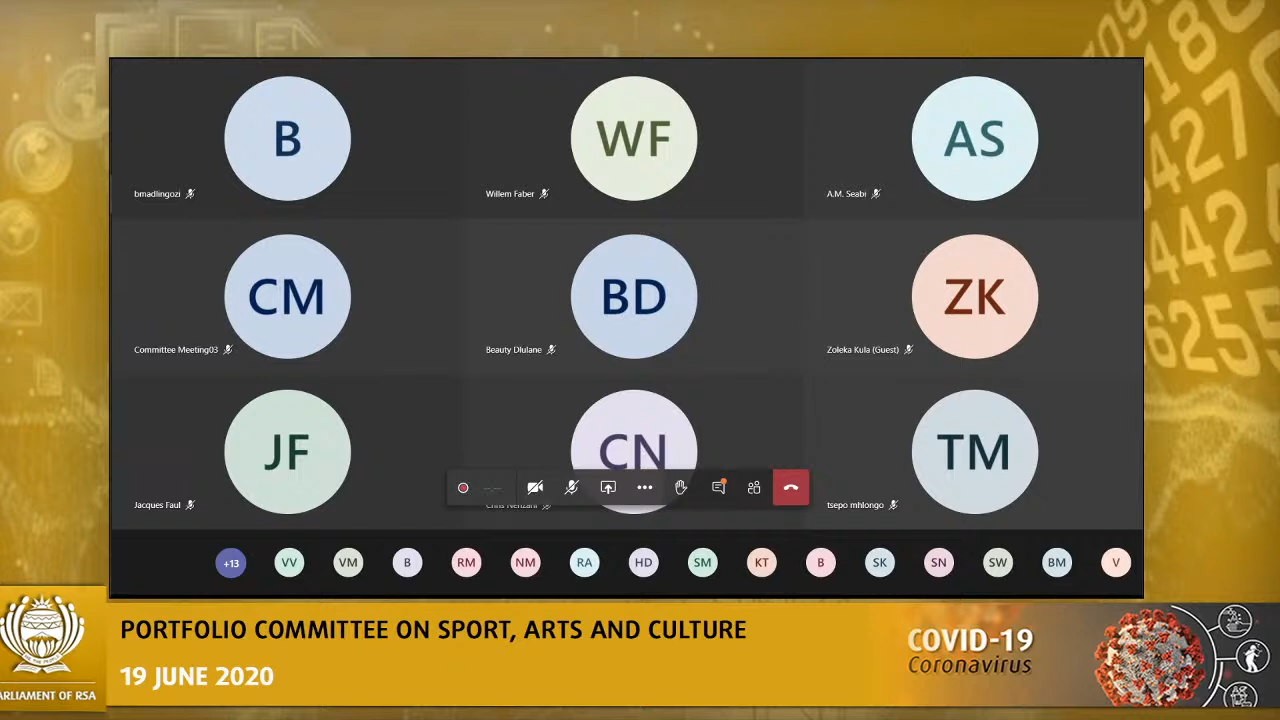 B
WF
AS
bmadlingozi
Willem Faber
A.M. Seabi
CM
BD
ZK
Committee Meeting03
Beauty Dlulane
Zoleka Kula (Guest)
JF
CN
TM
Jacques Faul
tsepo mhlongo
+13
VV
VM
B
RM
NM
RA
HD
SM
KT
B
SK
SN
SW
BM
V
PORTFOLIO COMMITTEE ON SPORT, ARTS AND CULTURE
19 JUNE 2020
COVID-19
Coronavirus
ARLIAMENT OF RSA